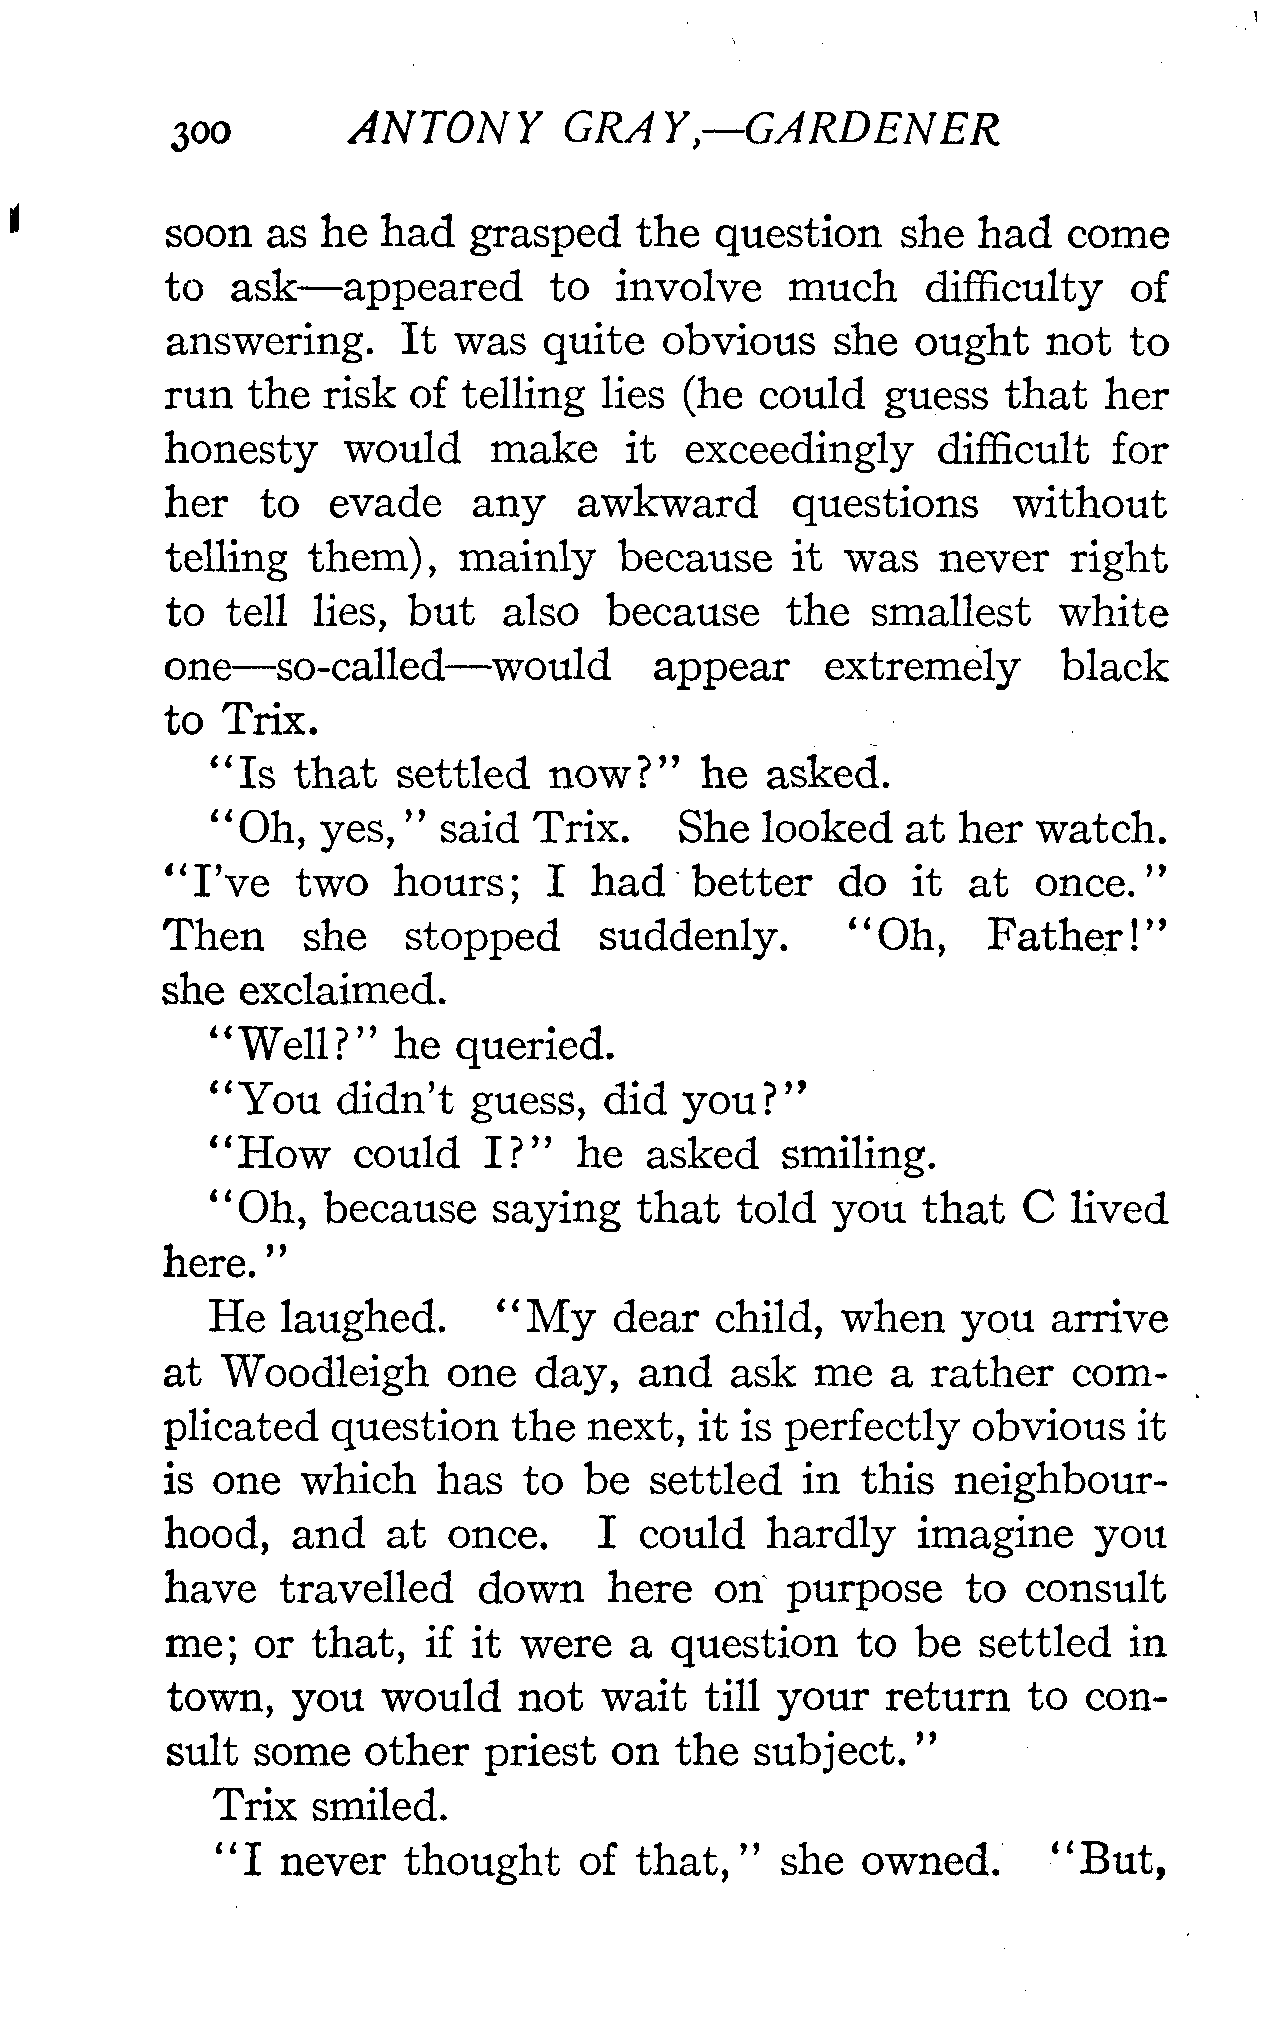 300 ANTONY GRAY,—GARDENER
soon as he had grasped the question she had come
to ask—appeared to involve much difficulty of
answering. It was quite obvious she ought not to
run the risk of telling lies (he could guess that her
honesty would make it exceedingly difficult for
her to evade any awkward questions without
telling them), mainly because it was never right
to tell lies, but also because the smallest white
one—so-called—would appear extremely black
to Trix.
"Is that settled now?" he asked.
"Oh, yes," said Trix. She looked at her watch.
"I've two hours; I had better do it at once."
Then she stopped suddenly. "Oh, Father!"
she exclaimed.
"Well?" he queried.
"You didn't guess, did you?"
"How could I?" he asked smiling.
"Oh, because saying that told you that C lived
here."
He laughed. "My dear child, when you arrive
at Woodleigh one day, and ask me a rather com-
plicated question the next, it is perfectly obvious it
is one which has to be settled in this neighbour-
hood, and at once. I could hardly imagine you
have travelled down here on purpose to consult
me; or that, if it were a question to be settled in
town, you would not wait till your return to con-
sult some other priest on the subject."
Trix smiled.
"I never thought of that," she owned. "But,